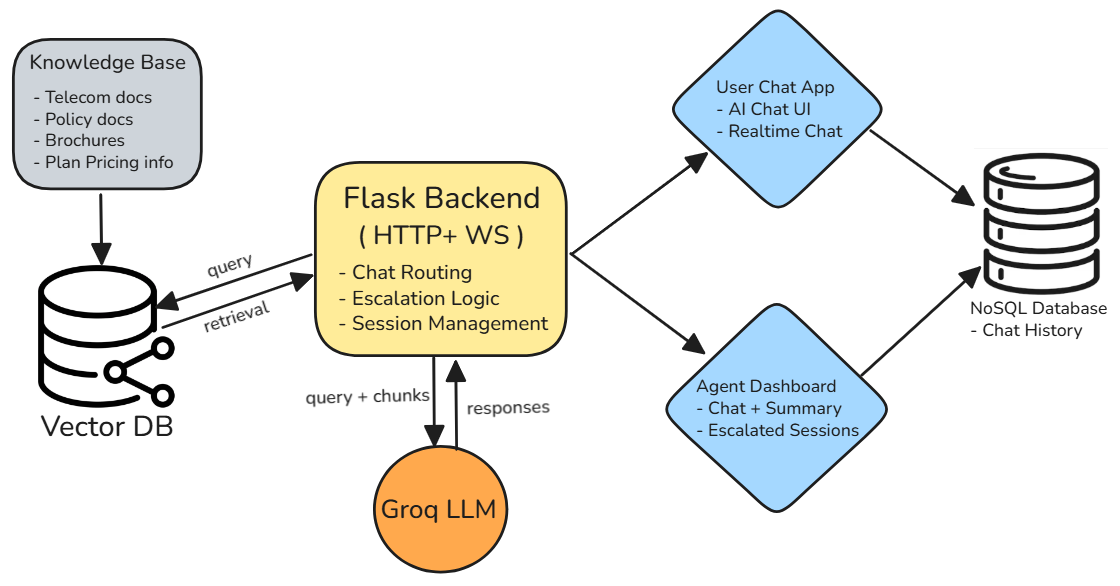 Knowledge Base
- Telecom docs
- Policy docs
- Brochures
- Plan Pricing info
Vector DB
query
retrieval
Flask Backend
( HTTP+ WS )
- Chat Routing
- Escalation Logic
- Session Management
query + chunks
responses
Groq LLM
User Chat App
- AI Chat UI
- Realtime Chat
Agent Dashboard
- Chat + Summary
- Escalated Sessions
NoSQL Database
- Chat History